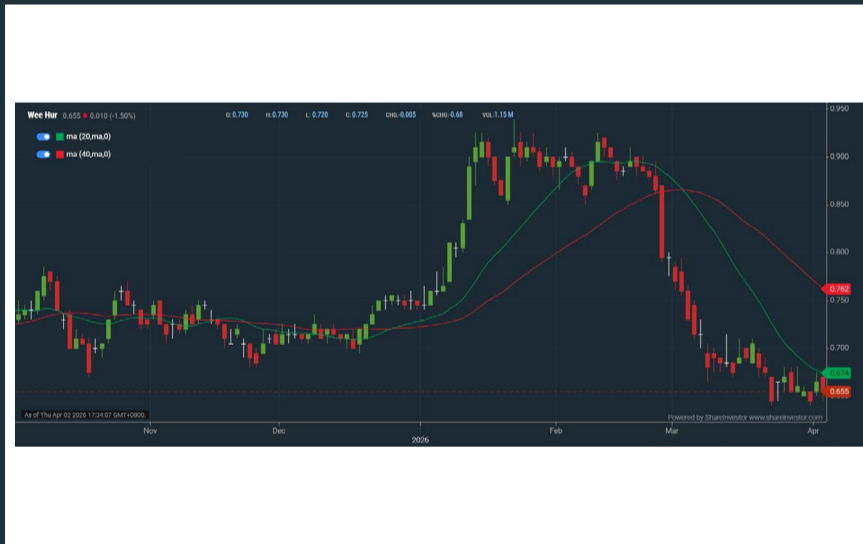 Wee Hur 0.655 0.010 (-1.50%) O: 0.730 H: 0.730 L: 0.720 C: 0.725 CHG:-0.005 %CHG:-0.68 VOL:1.15 M
ma (20,ma,0)
ma (40,ma,0)
0.950
0.900
0.850
0.800
0.762
0.750
0.700
0.674
0.655
As of Thu Apr 02 2026 17:34:07 GMT+0800.
Powered by ShareInvestor www.shareinvestor.com
Nov Dec 2026 Feb Mar Apr